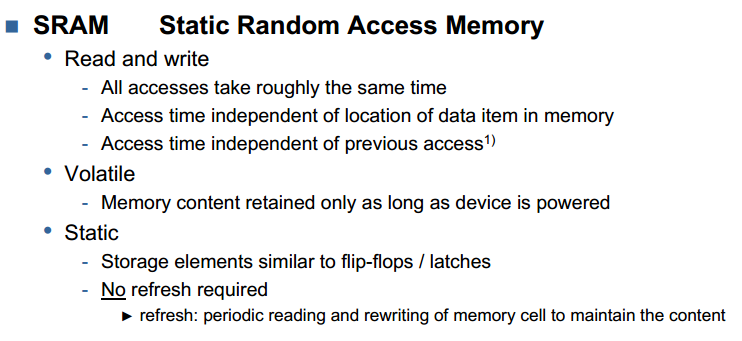 ■ SRAM Static Random Access Memory
• Read and write
- All accesses take roughly the same time
- Access time independent of location of data item in memory
- Access time independent of previous access1)
• Volatile
- Memory content retained only as long as device is powered
• Static
- Storage elements similar to flip-flops / latches
- No refresh required
► refresh: periodic reading and rewriting of memory cell to maintain the content